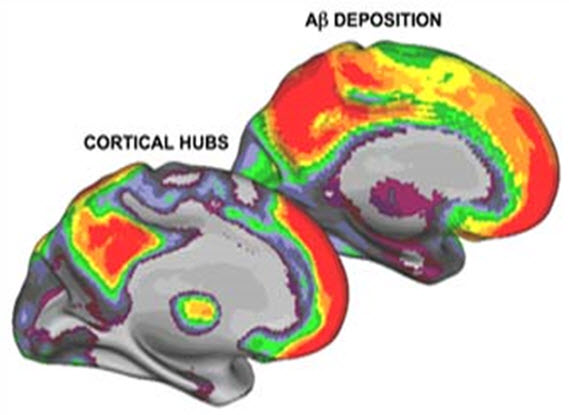 Aβ DEPOSITION
CORTICAL HUBS